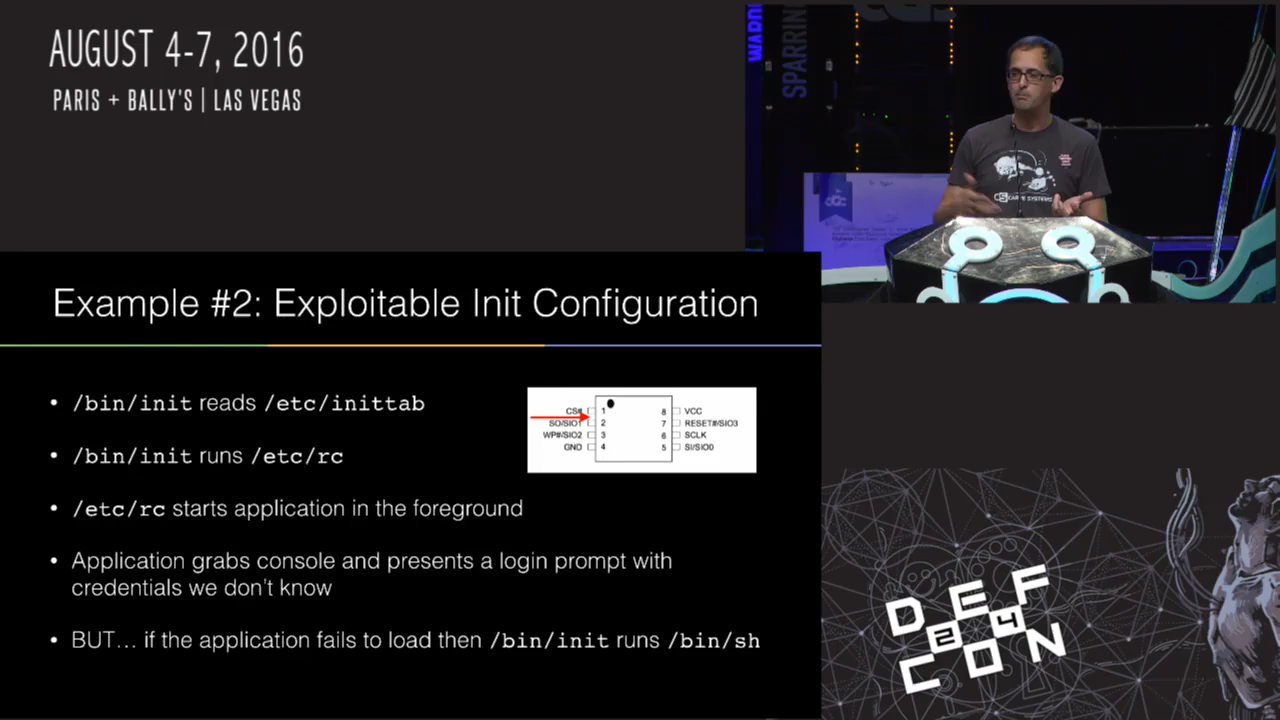 AUGUST 4-7, 2016
PARIS + BALLY'S | LAS VEGAS
SPARRING
CARVE SYSTEMS
Example #2: Exploitable Init Configuration
• /bin/init reads /etc/inittab
• /bin/init runs /etc/rc
• /etc/rc starts application in the foreground
• Application grabs console and presents a login prompt with
credentials we don't know
• BUT... if the application fails to load then /bin/init runs /bin/sh
CS# 1 8 VCC
SO/SIO1 2 7 RESET#/SIO3
WP#/SIO2 3 6 SCLK
GND 4 5 SI/SIO0
DEF
24
CON